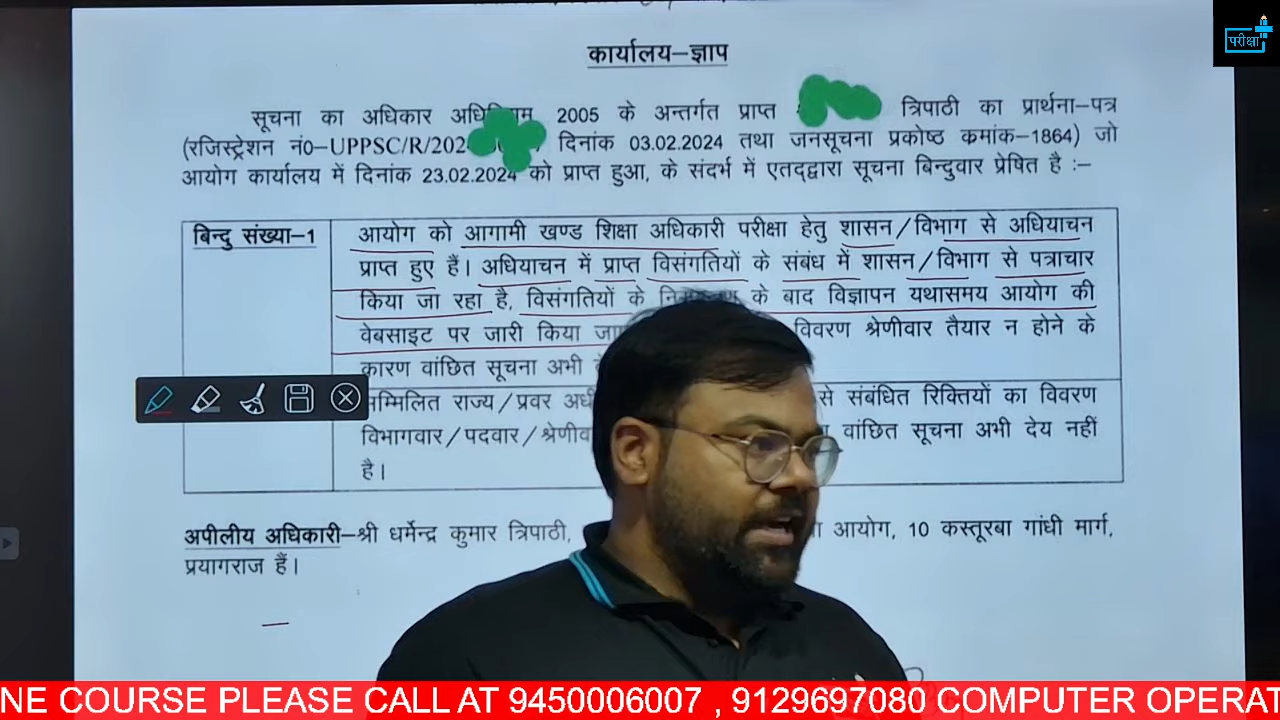 परीक्षा
कार्यालय–ज्ञाप
सूचना का अधिकार 2005 के अन्तर्गत प्राप्त त्रिपाठी का प्रार्थना–पत्र
(रजिस्ट्रेशन नं0–UPPSC/R/202 दिनांक 03.02.2024 तथा जनसूचना प्रकोष्ठ क्रमांक–1864) जो
आयोग कार्यालय में दिनांक 23.02.2024 को प्राप्त हुआ, के संदर्भ में एतद्द्वारा सूचना बिन्दुवार प्रेषित है :–
बिन्दु संख्या–1
आयोग को आगामी खण्ड शिक्षा अधिकारी परीक्षा हेतु शासन/विभाग से अधियाचन
प्राप्त हुए हैं। अधियाचन में प्राप्त विसंगतियों के संबंध में शासन/विभाग से पत्राचार
किया जा रहा है, विसंगतियों के के बाद विज्ञापन यथासमय आयोग की
वेबसाइट पर जारी किया विवरण श्रेणीवार तैयार न होने के
कारण वांछित सूचना अभी
सम्मिलित राज्य/प्रवर से संबंधित रिक्तियों का विवरण
विभागवार/पदवार/ वांछित सूचना अभी देय नहीं
है।
अपीलीय अधिकारी–श्री धर्मेन्द्र कुमार त्रिपाठी, आयोग, 10 कस्तूरबा गांधी मार्ग,
प्रयागराज हैं।
NE COURSE PLEASE CALL AT 9450006007 , 9129697080 COMPUTER OPERAT